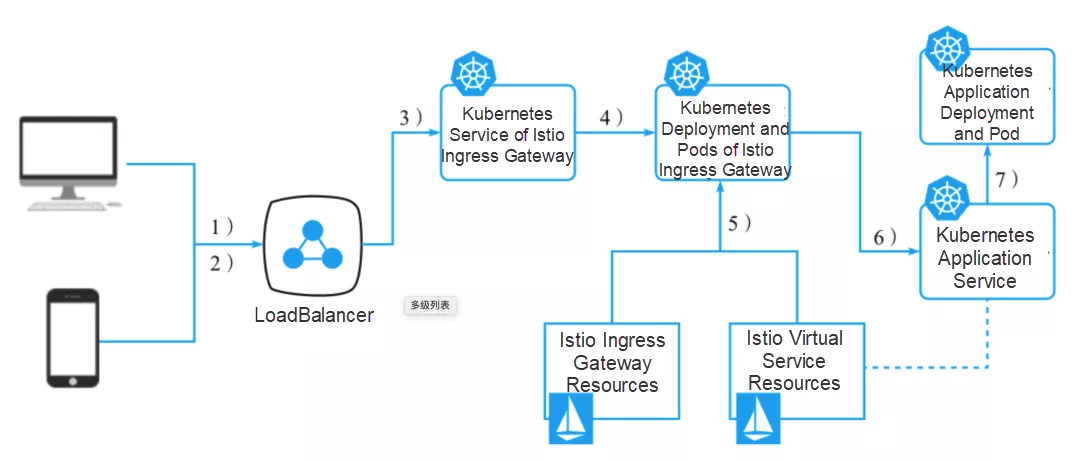 1)
2)
LoadBalancer
多级列表
3)
Kubernetes
Service of Istio
Ingress Gateway
4)
Kubernetes
Deployment and
Pods of Istio
Ingress Gateway
5)
Istio Ingress
Gateway
Resources
Istio Virtual
Service
Resources
6)
Kubernetes
Application
Service
7)
Kubernetes
Application
Deployment
and Pod